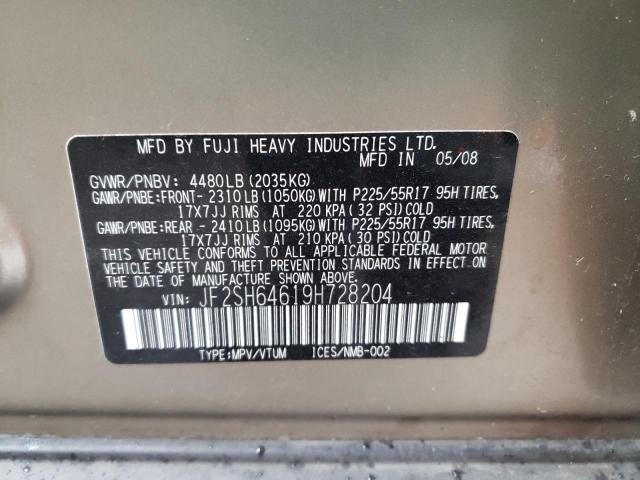 MFD BY FUJI HEAVY INDUSTRIES LTD.
MFD IN 05/08
GVWR/PNBV: 4480LB (2035KG)
GAWR/PNBE:FRONT- 2310LB (1050KG)WITH P225/55R17 95H TIRES,
17X7JJ RIMS AT 220 KPA (32 PSI)COLD
GAWR/PNBE:REAR - 2410LB (1095KG)WITH P225/55R17 95H TIRES,
17X7JJ RIMS AT 210 KPA (30 PSI)COLD
THIS VEHICLE CONFORMS TO ALL APPLICABLE FEDERAL MOTOR
VEHICLE SAFETY AND THEFT PREVENTION STANDARDS IN EFFECT ON
THE DATE OF MANUFACTURE SHOWN ABOVE.
VIN: JF2SH64619H728204
TYPE:MPV/VTUM ICES/NMB-002